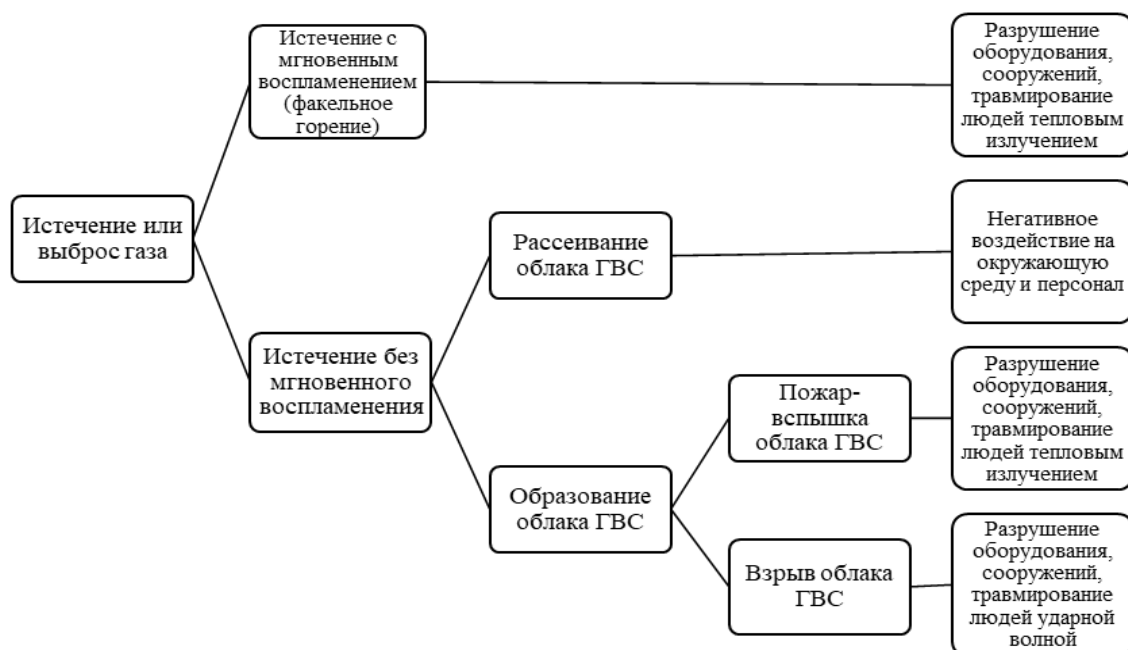 Истечение или
выброс газа
Истечение с
мгновенным
воспламенением
(факельное
горение)
Разрушение
оборудования,
сооружений,
травмирование
людей тепловым
излучением
Истечение без
мгновенного
воспламенения
Рассеивание
облака ГВС
Негативное
воздействие на
окружающую
среду и персонал
Образование
облака ГВС
Пожар-
вспышка
облака ГВС
Разрушение
оборудования,
сооружений,
травмирование
людей тепловым
излучением
Взрыв облака
ГВС
Разрушение
оборудования,
сооружений,
травмирование
людей ударной
волной